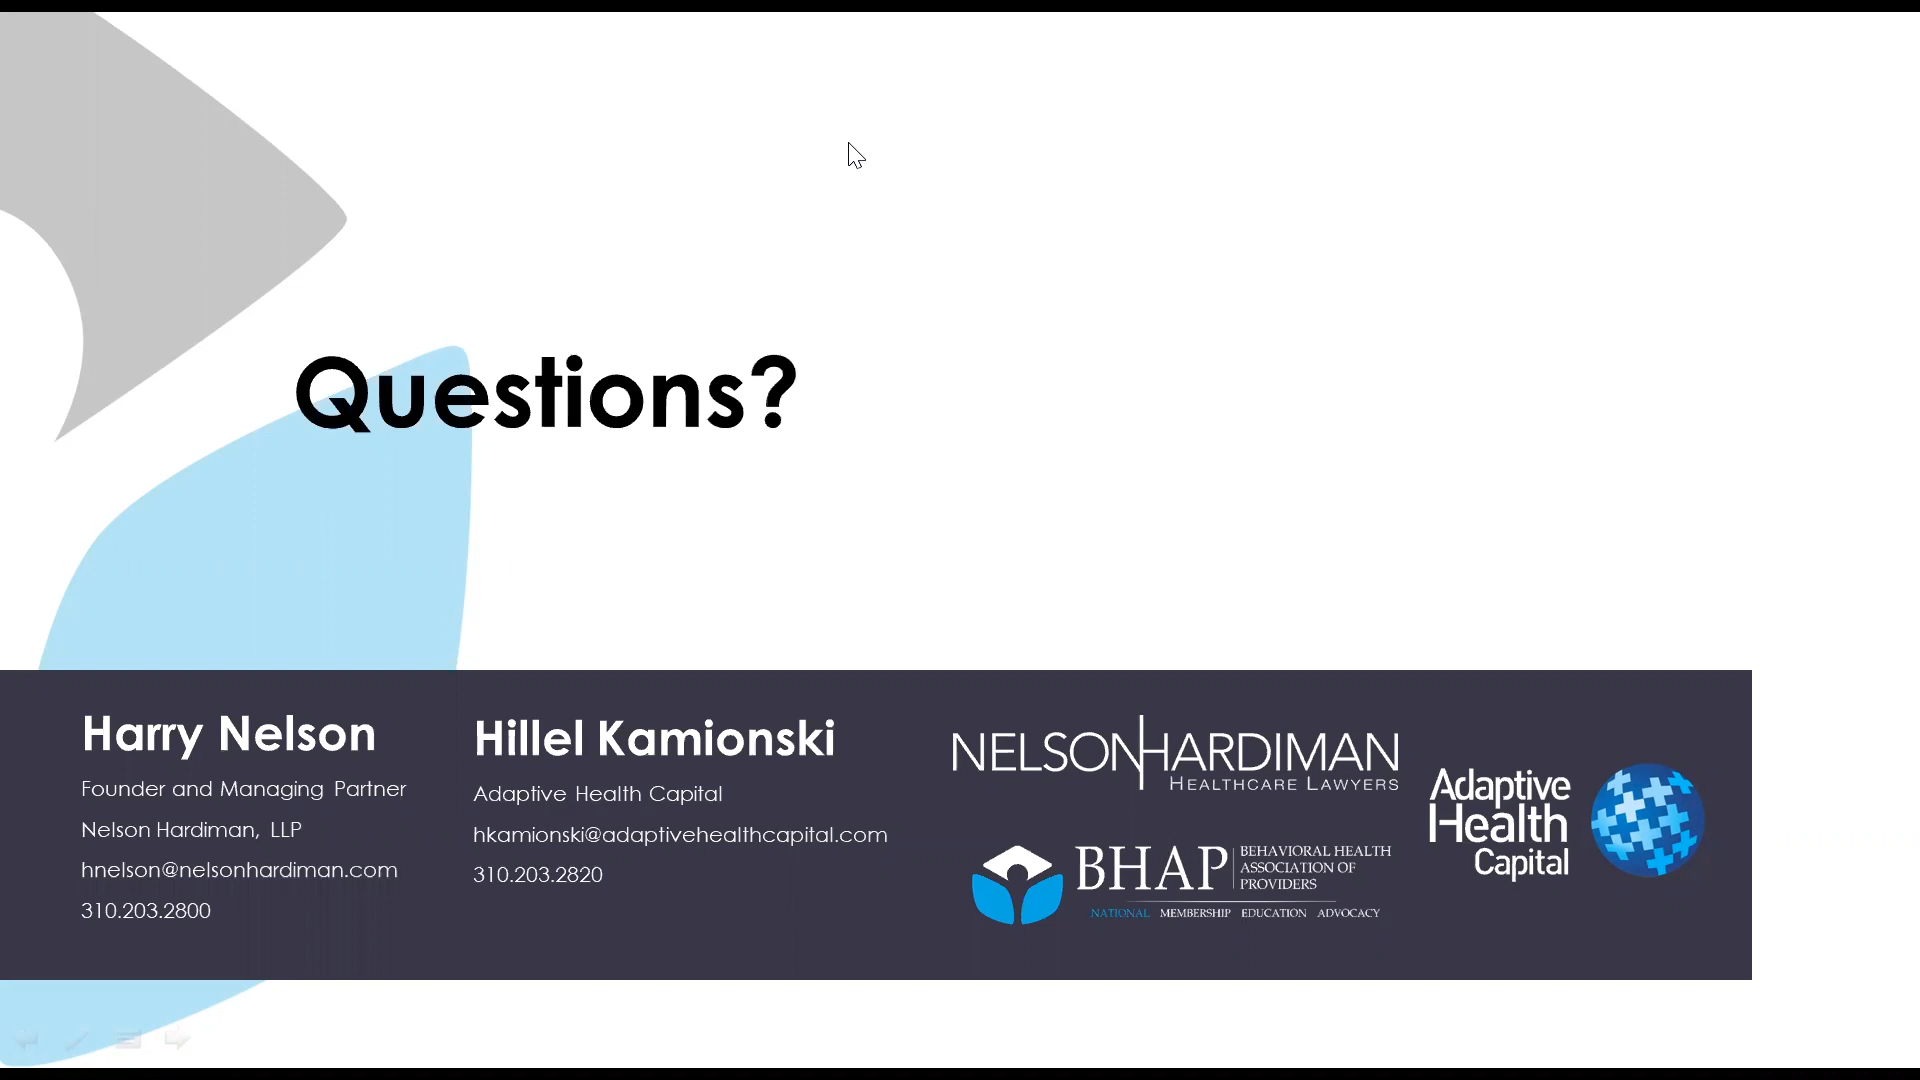 Questions?
Harry Nelson
Founder and Managing Partner
Nelson Hardiman, LLP
hnelson@nelsonhardiman.com
310.203.2800
Hillel Kamionski
Adaptive Health Capital
hkamionski@adaptivehealthcapital.com
310.203.2820
NELSONHARDIMAN
HEALTHCARE LAWYERS
BHAP
BEHAVIORAL HEALTH
ASSOCIATION OF
PROVIDERS
NATIONAL MEMBERSHIP EDUCATION ADVOCACY
Adaptive
Health
Capital